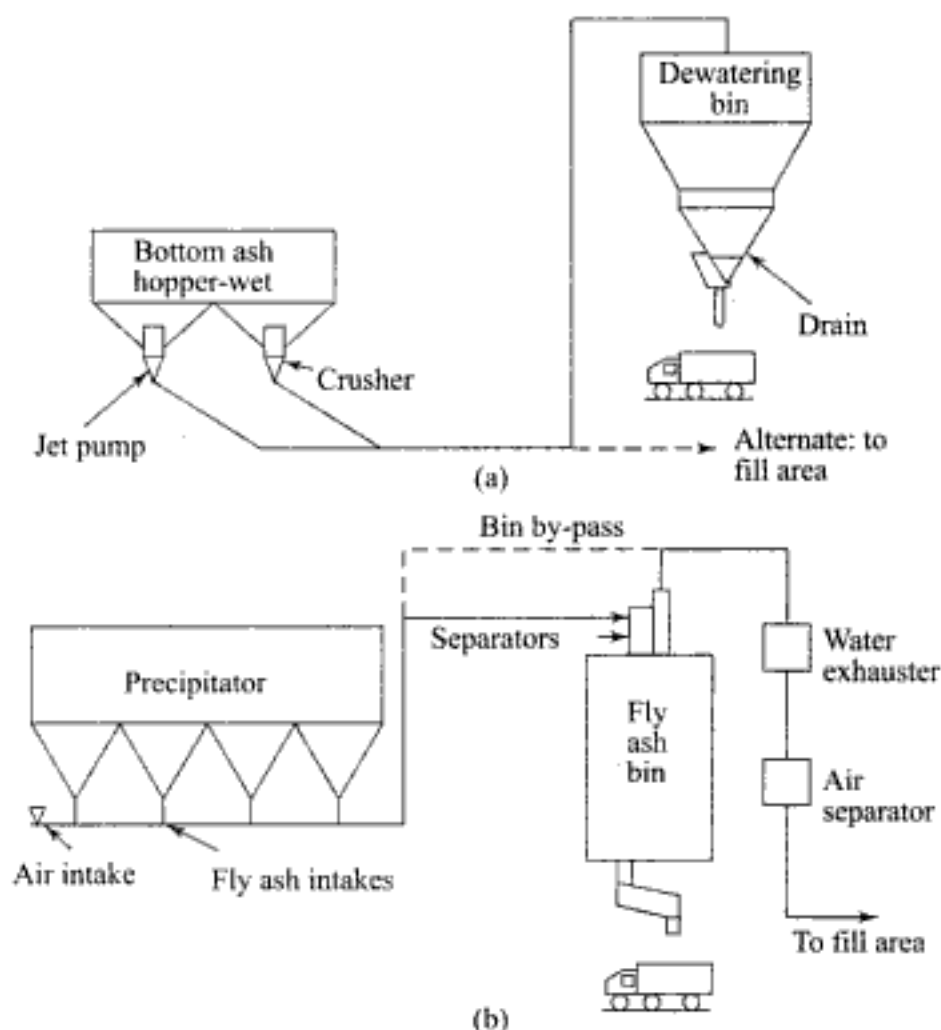 Dewatering
bin
Bottom ash
hopper-wet
Drain
Crusher
Jet pump
Alternate: to
fill area
(a)
Bin by-pass
Separators
Water
exhauster
Precipitator
Fly
ash
bin
Air
separator
Air intake
Fly ash intakes
To fill area
(b)